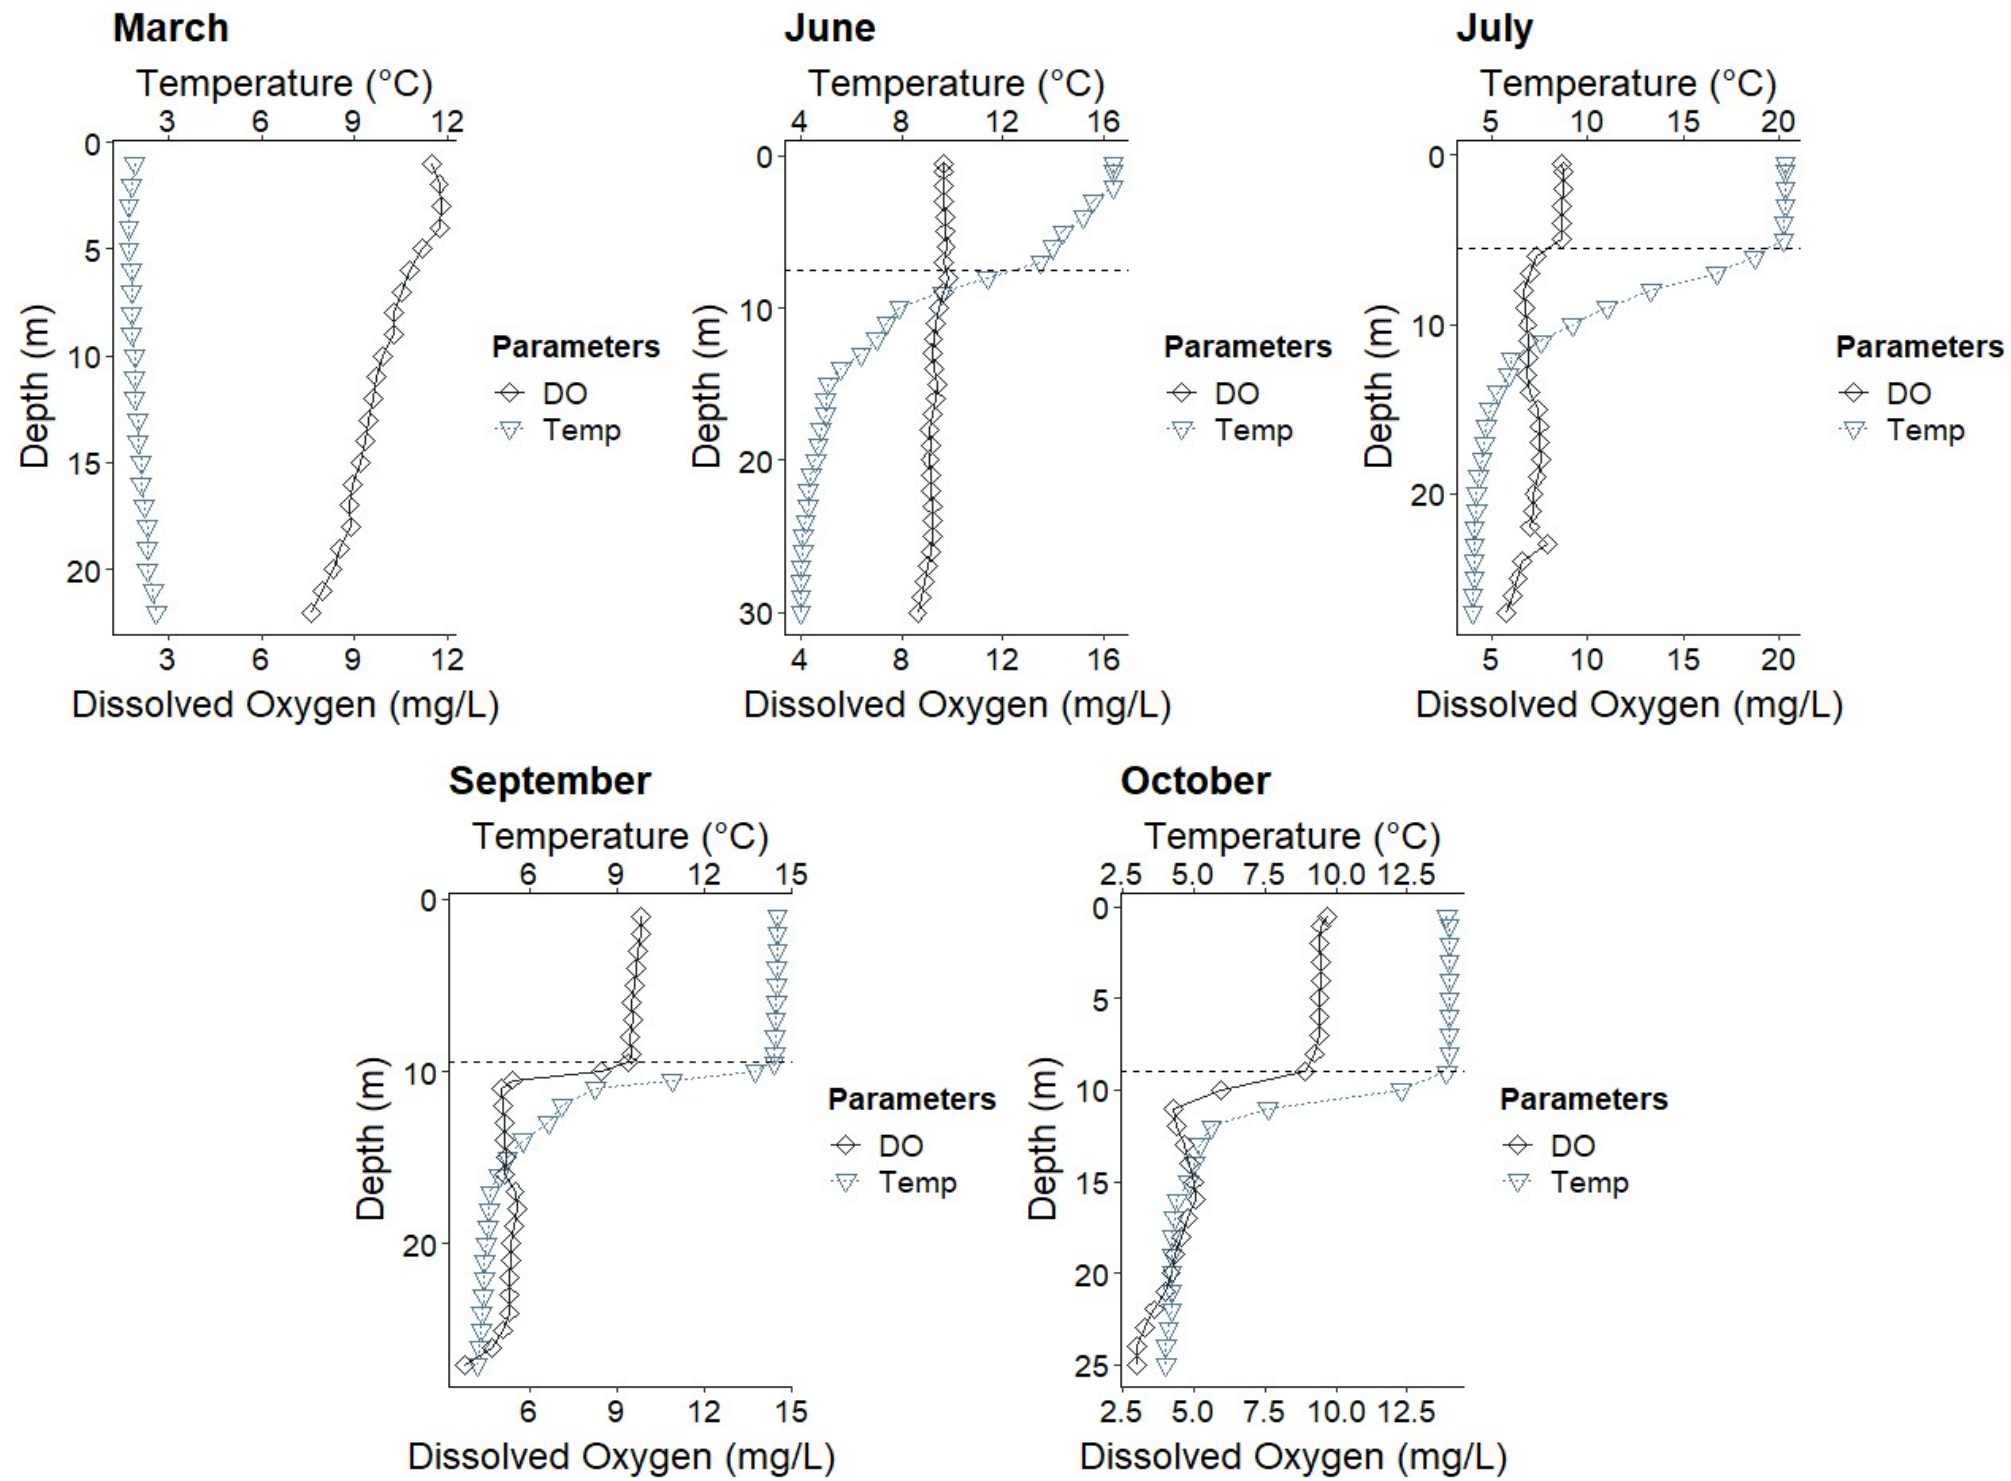 March
Temperature (°C)
3 6 9 12
0
5
10
15
20
Depth (m)
3 6 9 12
Dissolved Oxygen (mg/L)
Parameters
DO
Temp
June
Temperature (°C)
4 8 12 16
0
10
20
30
Depth (m)
4 8 12 16
Dissolved Oxygen (mg/L)
Parameters
DO
Temp
July
Temperature (°C)
5 10 15 20
0
10
20
Depth (m)
5 10 15 20
Dissolved Oxygen (mg/L)
Parameters
DO
Temp
September
Temperature (°C)
6 9 12 15
0
10
20
Depth (m)
6 9 12 15
Dissolved Oxygen (mg/L)
Parameters
DO
Temp
October
Temperature (°C)
2.5 5.0 7.5 10.0 12.5
0
5
10
15
20
25
Depth (m)
2.5 5.0 7.5 10.0 12.5
Dissolved Oxygen (mg/L)
Parameters
DO
Temp